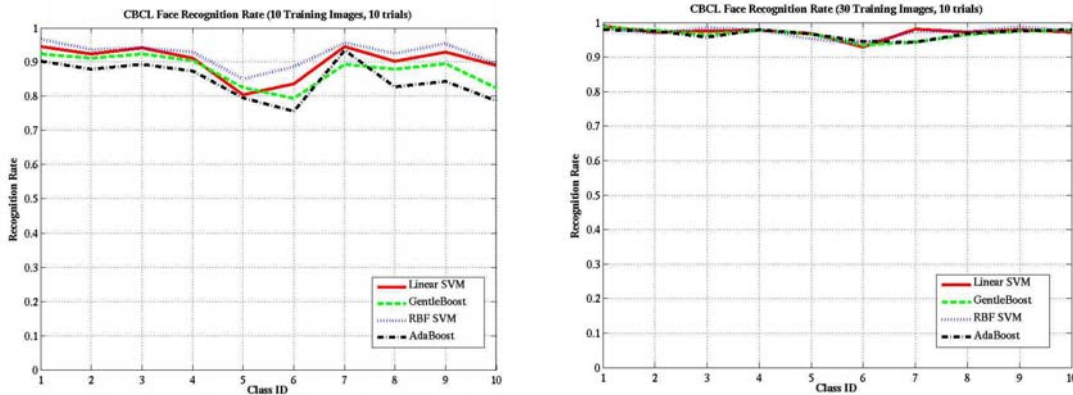 CBCL Face Recognition Rate (10 Training Images, 10 trials)
1
0.9
0.8
0.7
0.6
0.5
0.4
0.3
0.2
0.1
0
Recognition Rate
Linear SVM
GentleBoost
RBF SVM
AdaBoost
1 2 3 4 5 6 7 8 9 10
Class ID
CBCL Face Recognition Rate (30 Training Images, 10 trials)
1
0.9
0.8
0.7
0.6
0.5
0.4
0.3
0.2
0.1
0
Recognition Rate
Linear SVM
GentleBoost
RBF SVM
AdaBoost
1 2 3 4 5 6 7 8 9 10
Class ID